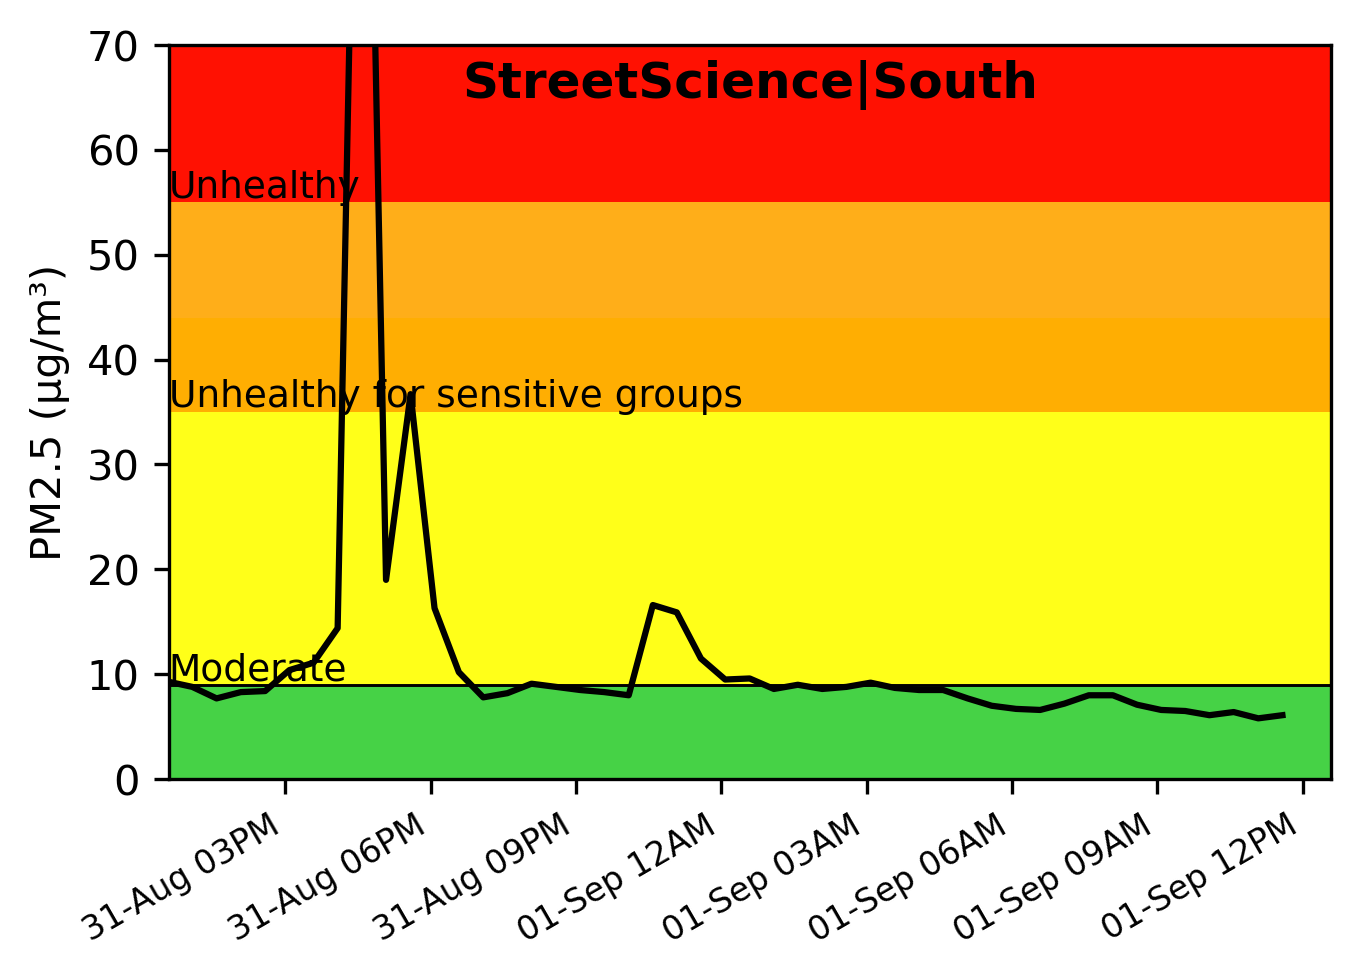 StreetScience|South
PM2.5 (µg/m³)
70
60
50
40
30
20
10
0
Unhealthy
Unhealthy for sensitive groups
Moderate
31-Aug 03PM
31-Aug 06PM
31-Aug 09PM
01-Sep 12AM
01-Sep 03AM
01-Sep 06AM
01-Sep 09AM
01-Sep 12PM